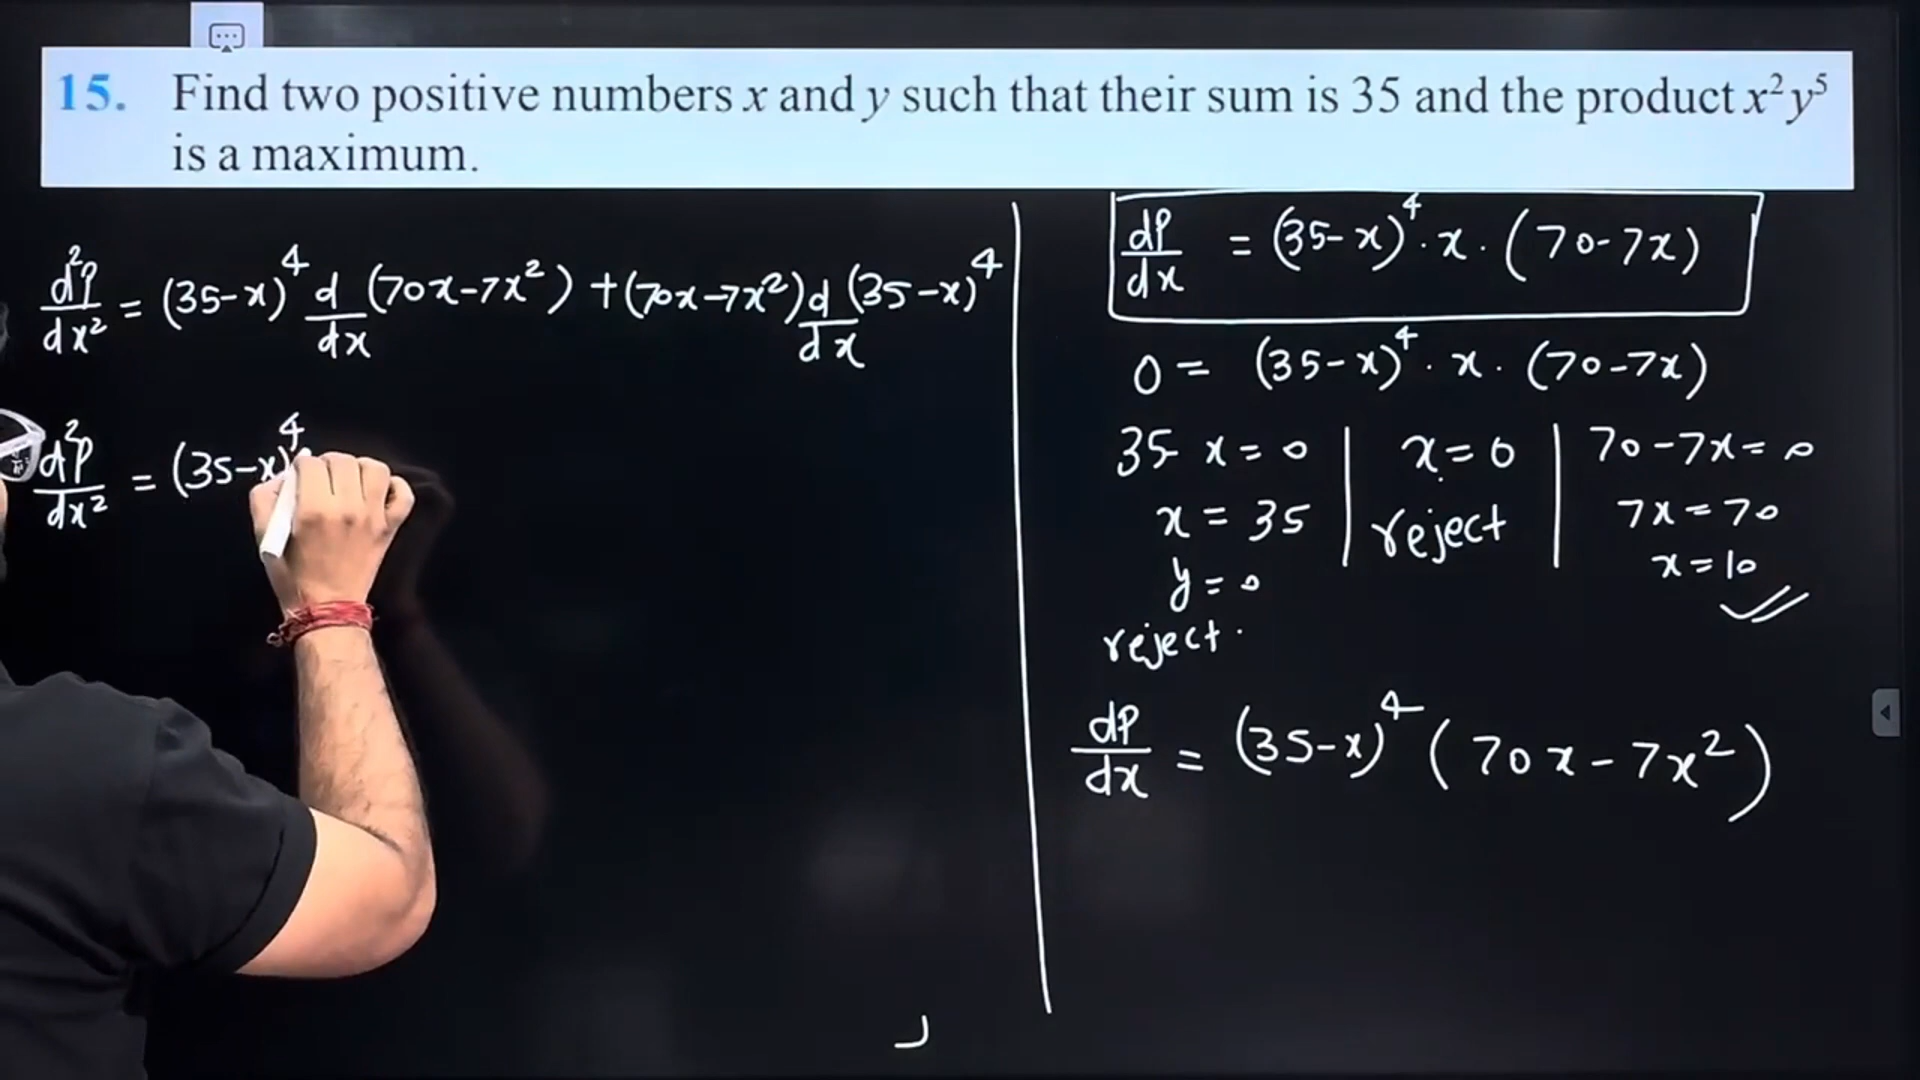 15. Find two positive numbers x and y such that their sum is 35 and the product x²y⁵
is a maximum.
d²P/dx² = (35-x)⁴ d/dx (70x-7x²) + (70x-7x²) d/dx (35-x)⁴
d²P/dx² = (35-x)⁴
dP/dx = (35-x)⁴ · x · (70-7x)
0 = (35-x)⁴ · x · (70-7x)
35-x=0 | x=0 | 70-7x=0
x=35 | reject | 7x=70
y=0 x=10
reject.
dP/dx = (35-x)⁴ (70x-7x²)